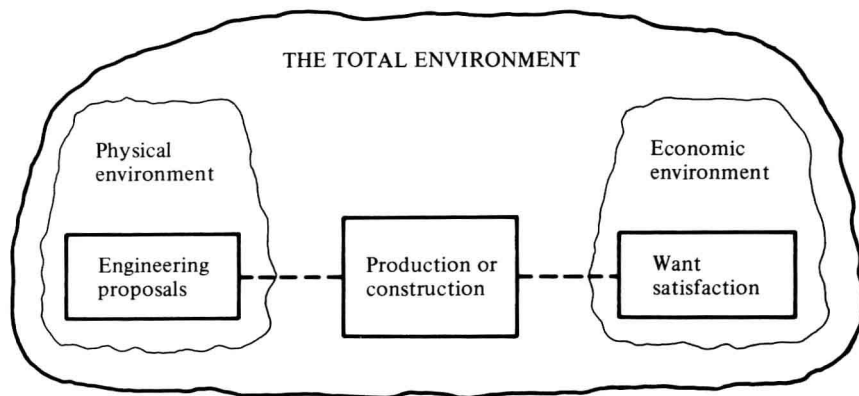 THE TOTAL ENVIRONMENT
Physical
environment
Economic
environment
Engineering
proposals
Production or
construction
Want
satisfaction